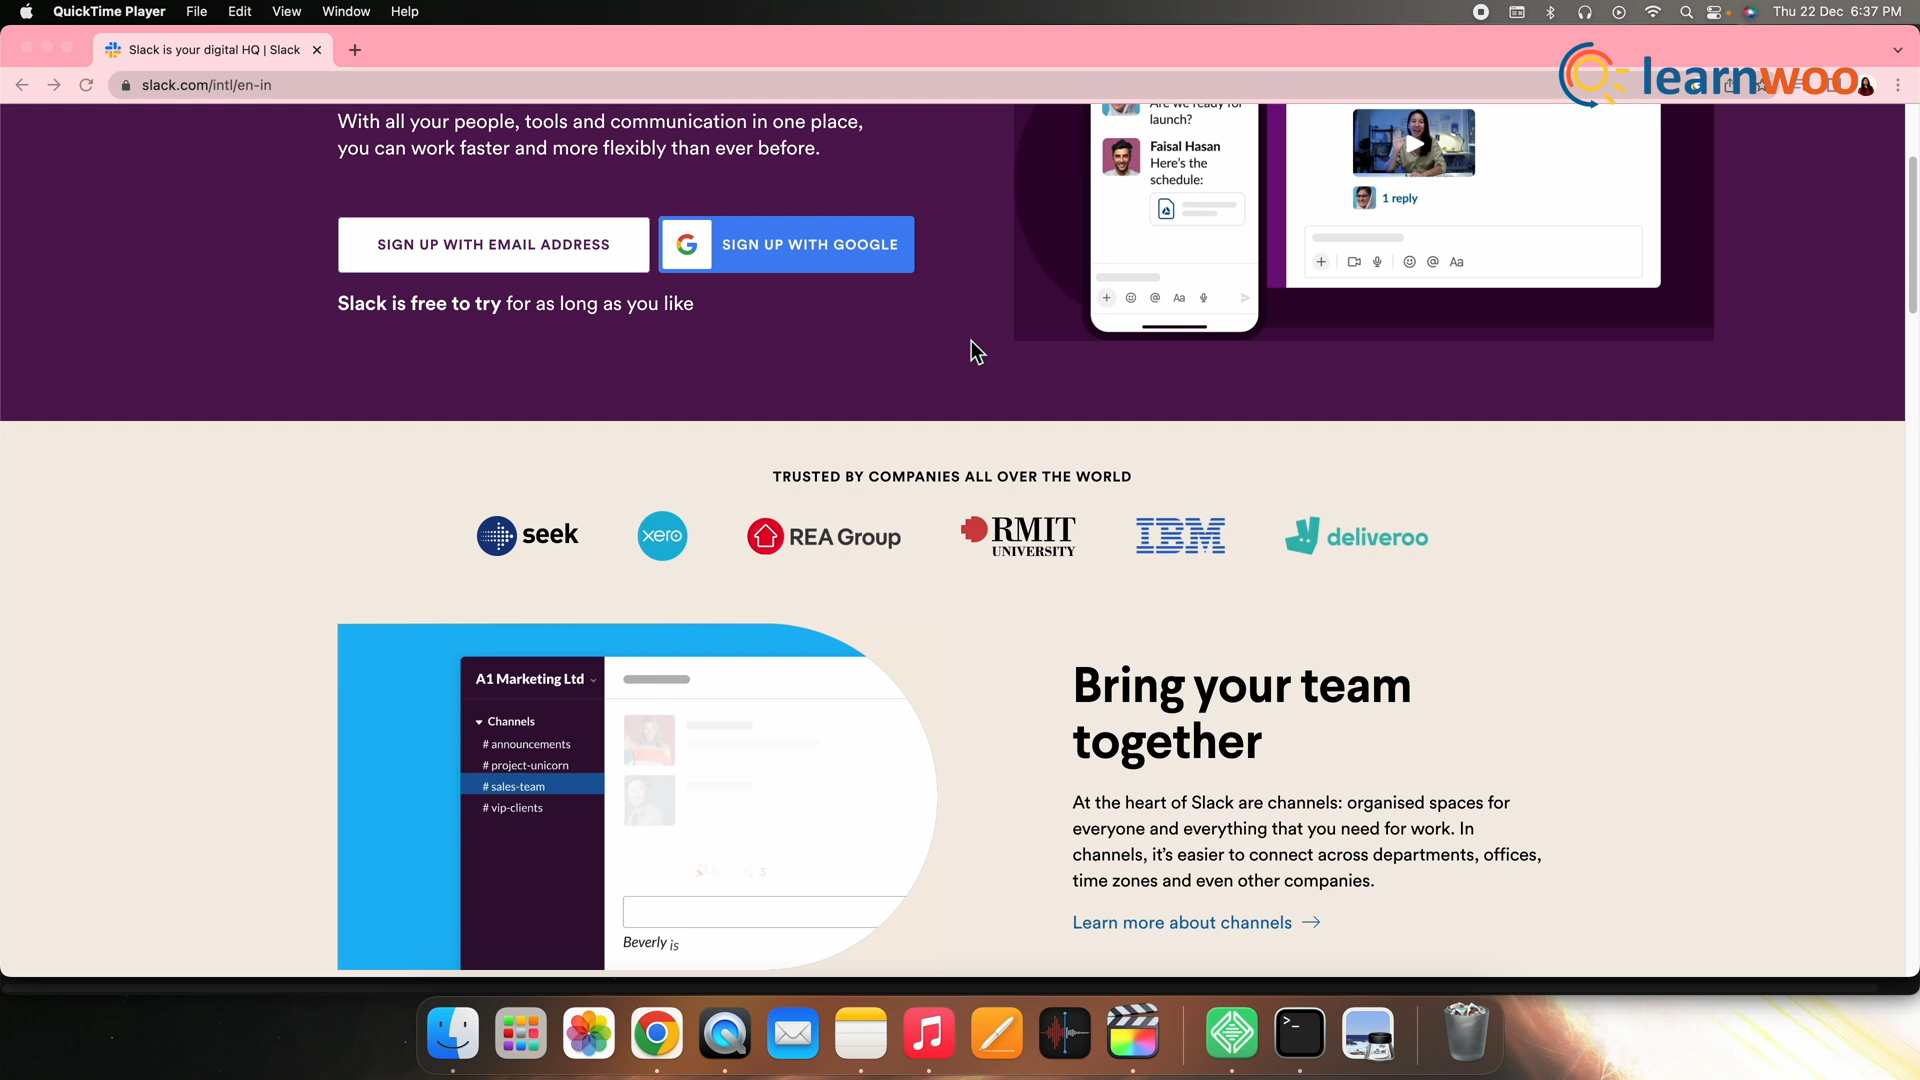 QuickTime Player File Edit View Window Help
Thu 22 Dec 6:37 PM
Slack is your digital HQ | Slack
slack.com/intl/en-in
learnwoo
With all your people, tools and communication in one place,
you can work faster and more flexibly than ever before.
SIGN UP WITH EMAIL ADDRESS
SIGN UP WITH GOOGLE
Slack is free to try for as long as you like
Are we ready for
launch?
Faisal Hasan
Here's the
schedule:
Aa
1 reply
Aa
TRUSTED BY COMPANIES ALL OVER THE WORLD
seek
xero
REA Group
RMIT
UNIVERSITY
IBM
deliveroo
A1 Marketing Ltd
Channels
# announcements
# project-unicorn
# sales-team
# vip-clients
3
Beverly is
Bring your team
together
At the heart of Slack are channels: organised spaces for
everyone and everything that you need for work. In
channels, it's easier to connect across departments, offices,
time zones and even other companies.
Learn more about channels →